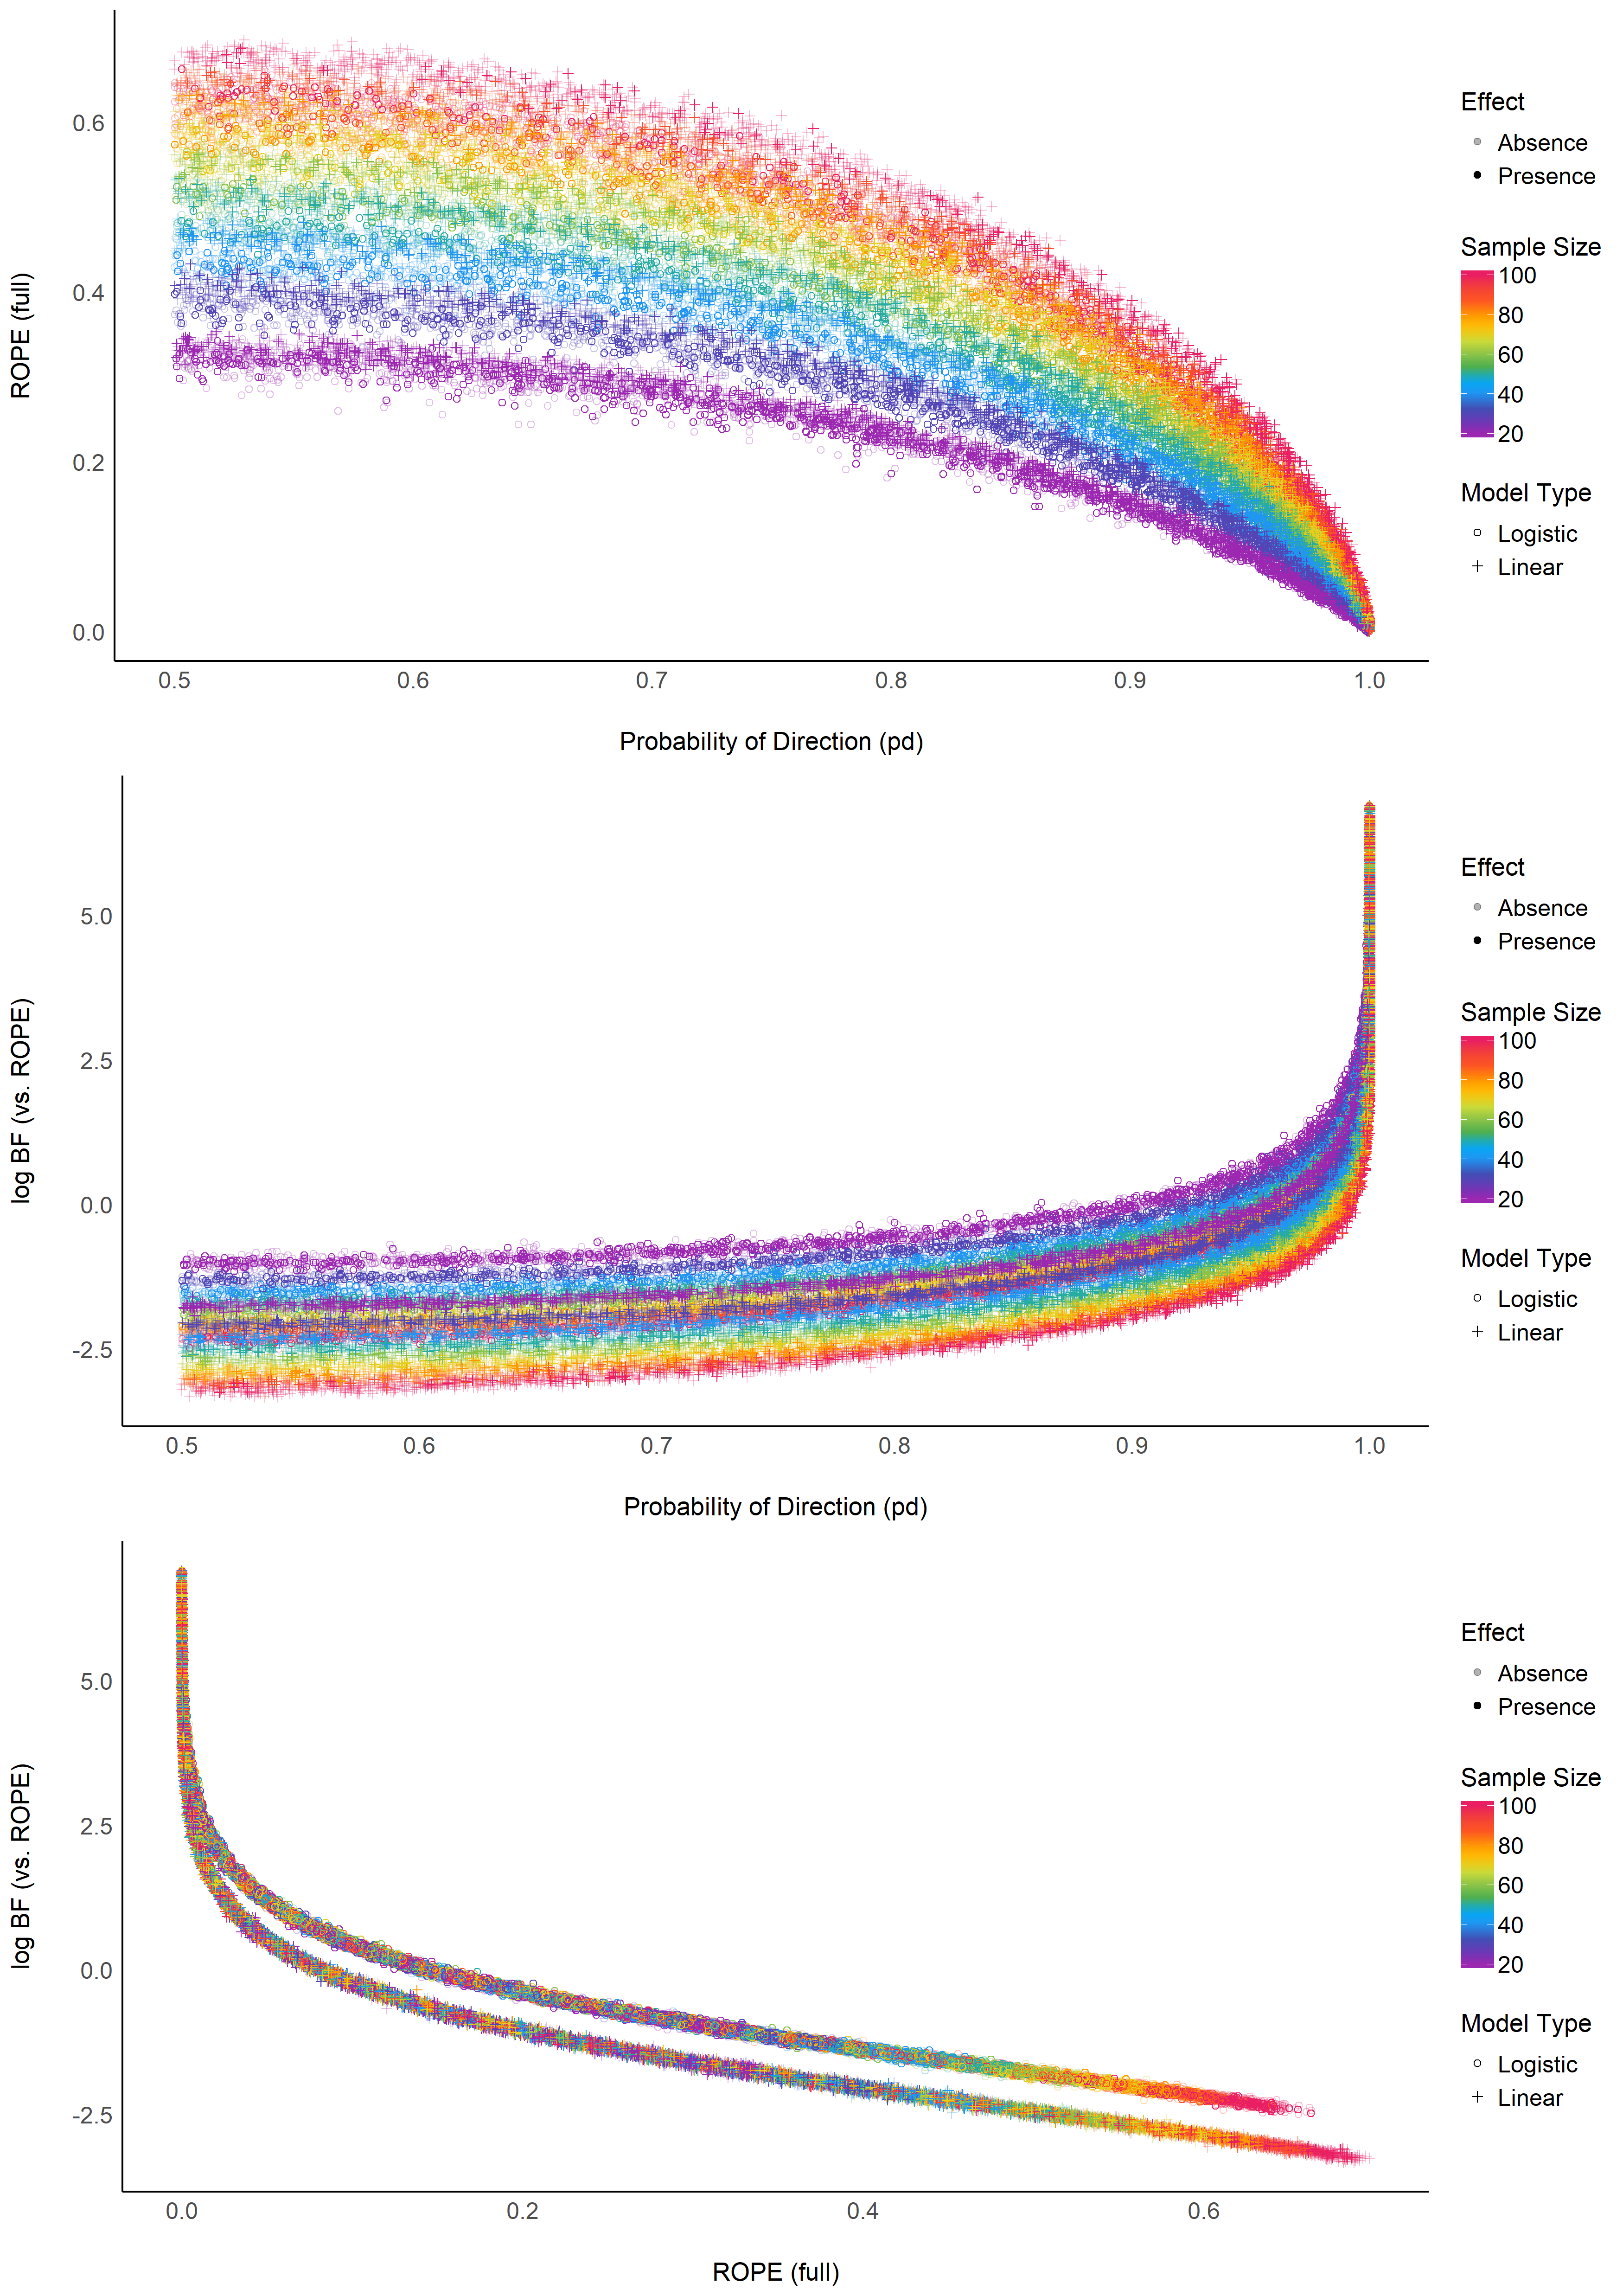 ROPE (full)
0.6
0.4
0.2
0.0
0.5
0.6
0.7
0.8
0.9
1.0
Probability of Direction (pd)
Effect
Absence
Presence
Sample Size
100
80
60
40
20
Model Type
Logistic
Linear
log BF (vs. ROPE)
5.0
2.5
0.0
-2.5
0.5
0.6
0.7
0.8
0.9
1.0
Probability of Direction (pd)
Effect
Absence
Presence
Sample Size
100
80
60
40
20
Model Type
Logistic
Linear
log BF (vs. ROPE)
5.0
2.5
0.0
-2.5
0.0
0.2
0.4
0.6
ROPE (full)
Effect
Absence
Presence
Sample Size
100
80
60
40
20
Model Type
Logistic
Linear